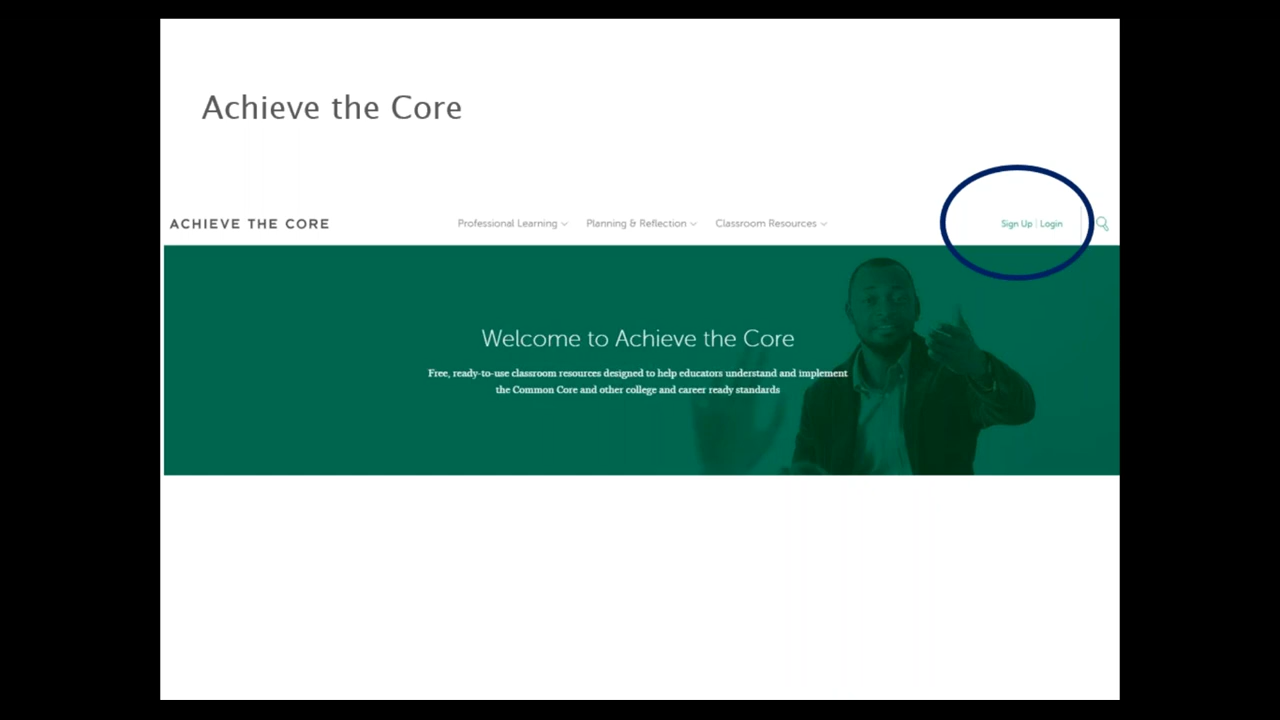 Achieve the Core
ACHIEVE THE CORE
Professional Learning
Planning & Reflection
Classroom Resources
Sign Up | Login
Welcome to Achieve the Core
Free, ready-to-use classroom resources designed to help educators understand and implement
the Common Core and other college and career ready standards